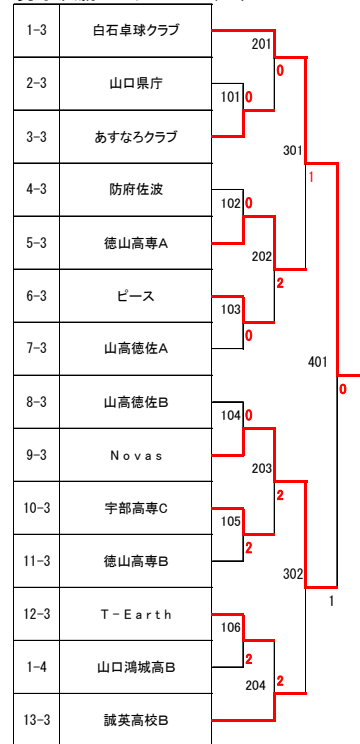 1-3 白石卓球クラブ
201
0
2-3 山口県庁
101 0
3-3 あすなろクラブ
301
1
4-3 防府佐波
102 0
5-3 徳山高専A
202
2
6-3 ピース
103
0
7-3 山高徳佐A
401
0
8-3 山高徳佐B
104 0
9-3 Novas
203
2
10-3 宇部高専C
105
2
11-3 徳山高専B
302
1
12-3 T-Earth
106
2
1-4 山口鴻城高B
204 2
13-3 誠英高校B